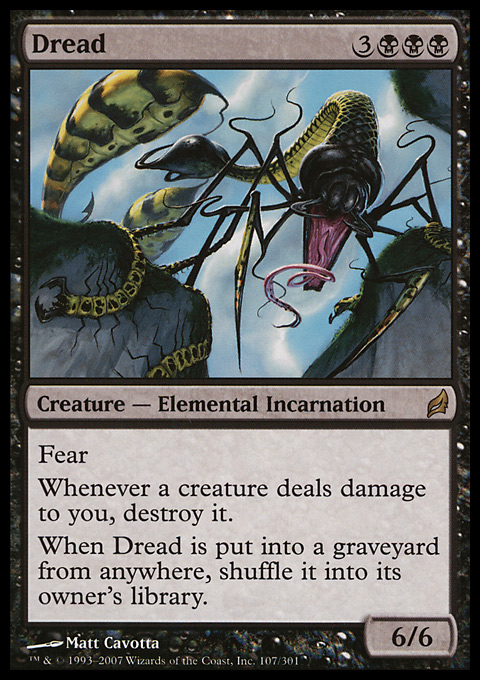 Dread 3
Creature — Elemental Incarnation
Fear
Whenever a creature deals damage
to you, destroy it.
When Dread is put into a graveyard
from anywhere, shuffle it into its
owner's library.
Matt Cavotta
6/6
™ & © 1993–2007 Wizards of the Coast, Inc. 107/301